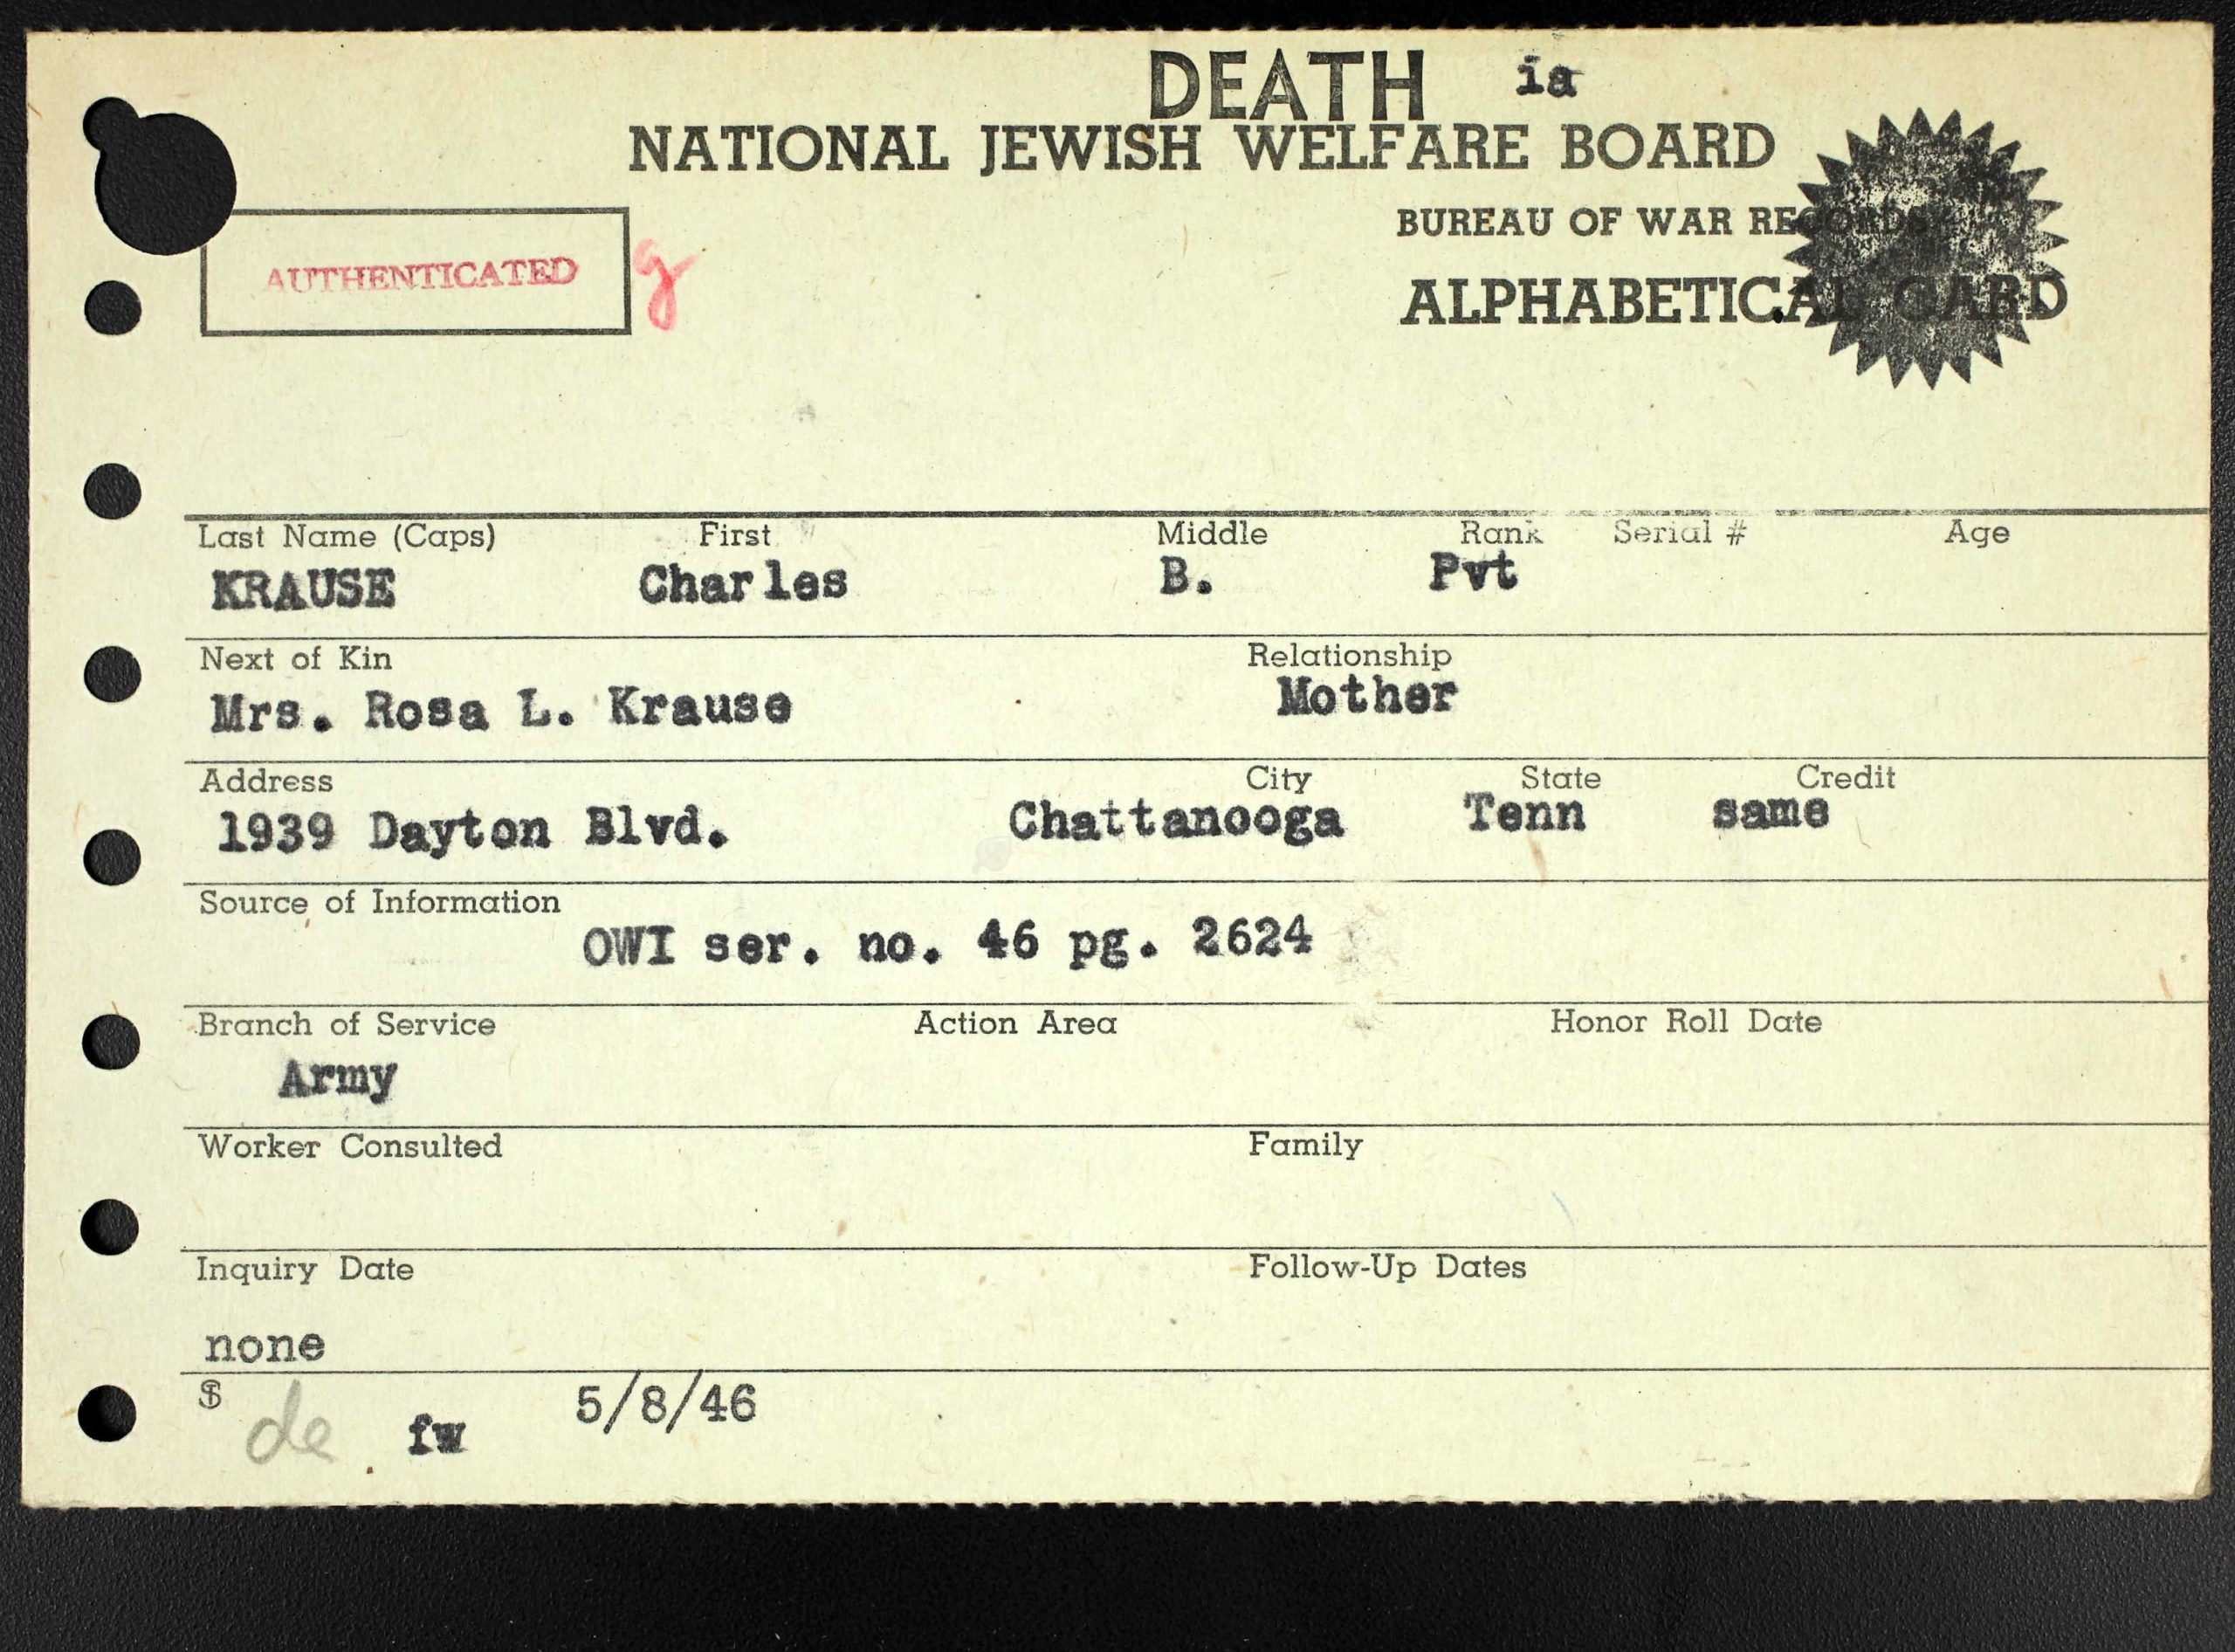 DEATH ia
NATIONAL JEWISH WELFARE BOARD
BUREAU OF WAR RECORDS
AUTHENTICATED g
ALPHABETICAL CARD
Last Name (Caps) First Middle Rank Serial # Age
KRAUSE Charles B. Pvt
Next of Kin Relationship
Mrs. Rosa L. Krause Mother
Address City State Credit
1939 Dayton Blvd. Chattanooga Tenn same
Source of Information
OWI ser. no. 46 pg. 2624
Branch of Service Action Area Honor Roll Date
Army
Worker Consulted Family
Inquiry Date Follow-Up Dates
none
$ de fw 5/8/46